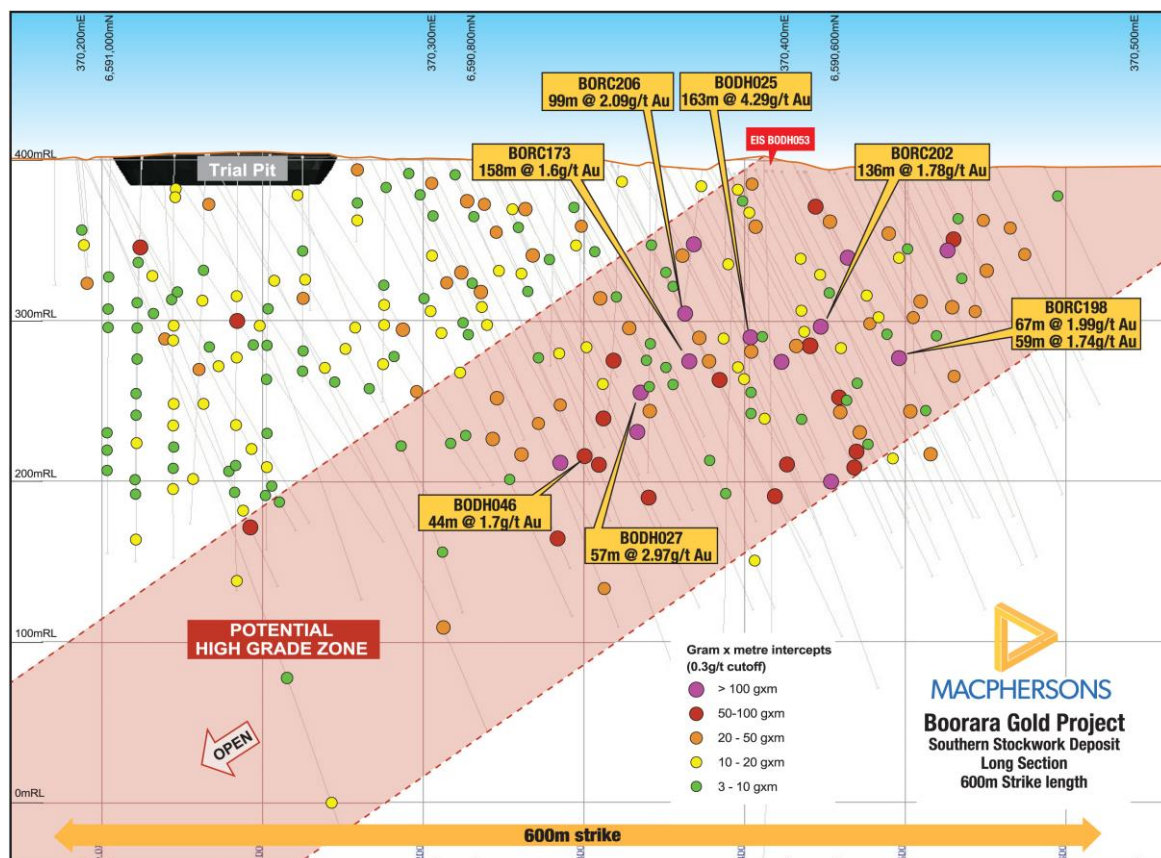 370,200mE
6,591,000mN
370,300mE
6,590,800mN
370,400mE
6,590,600mN
370,500mE
BORC206
99m @ 2.09g/t Au
BODH025
163m @ 4.29g/t Au
EIS BODH053
BORC173
158m @ 1.6g/t Au
BORC202
136m @ 1.78g/t Au
400mRL
Trial Pit
300mRL
BORC198
67m @ 1.99g/t Au
59m @ 1.74g/t Au
200mRL
BODH046
44m @ 1.7g/t Au
BODH027
57m @ 2.97g/t Au
100mRL
POTENTIAL
HIGH GRADE ZONE
OPEN
0mRL
Gram x metre intercepts
(0.3g/t cutoff)
> 100 gxm
50-100 gxm
20 - 50 gxm
10 - 20 gxm
3 - 10 gxm
MACPHERSONS
Boorara Gold Project
Southern Stockwork Deposit
Long Section
600m Strike length
600m strike